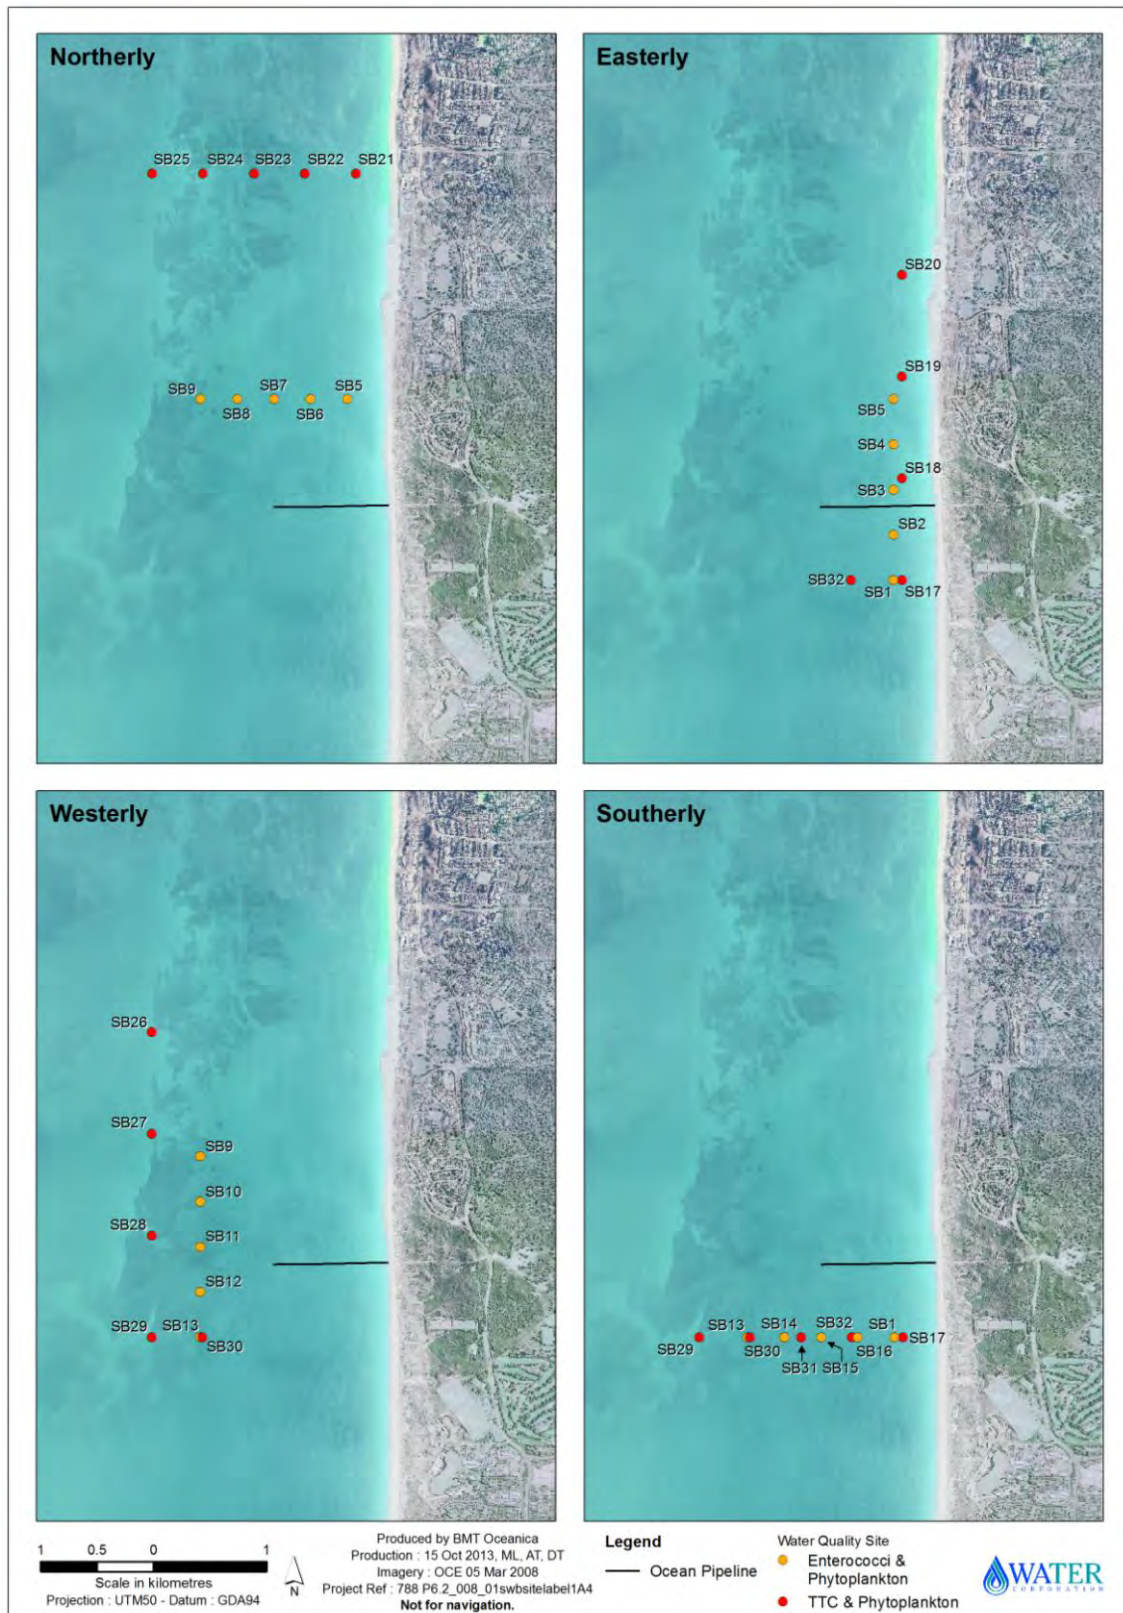 Northerly
SB25 SB24 SB23 SB22 SB21
SB9 SB7 SB5
SB8 SB6
Easterly
SB20
SB19
SB5
SB4
SB18
SB3
SB2
SB32 SB1 SB17
Westerly
SB26
SB27
SB9
SB10
SB28 SB11
SB12
SB29 SB13
SB30
Southerly
SB13 SB14 SB32 SB1
SB17
SB29 SB30 SB16
SB31 SB15
1 0.5 0 1
Scale in kilometres
Projection : UTM50 - Datum : GDA94
N
Produced by BMT Oceanica
Production : 15 Oct 2013, ML, AT, DT
Imagery : OCE 05 Mar 2008
Project Ref : 788 P6.2_008_01swbsitelabel1A4
Not for navigation.
Legend
Ocean Pipeline
Water Quality Site
Enterococci &
Phytoplankton
TTC & Phytoplankton
WATER
CORPORATION